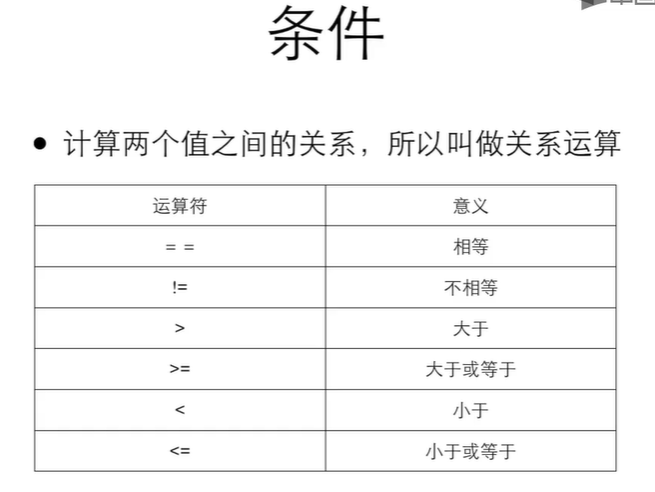 条件
● 计算两个值之间的关系，所以叫做关系运算
运算符 意义
= = 相等
!= 不相等
> 大于
>= 大于或等于
< 小于
<= 小于或等于